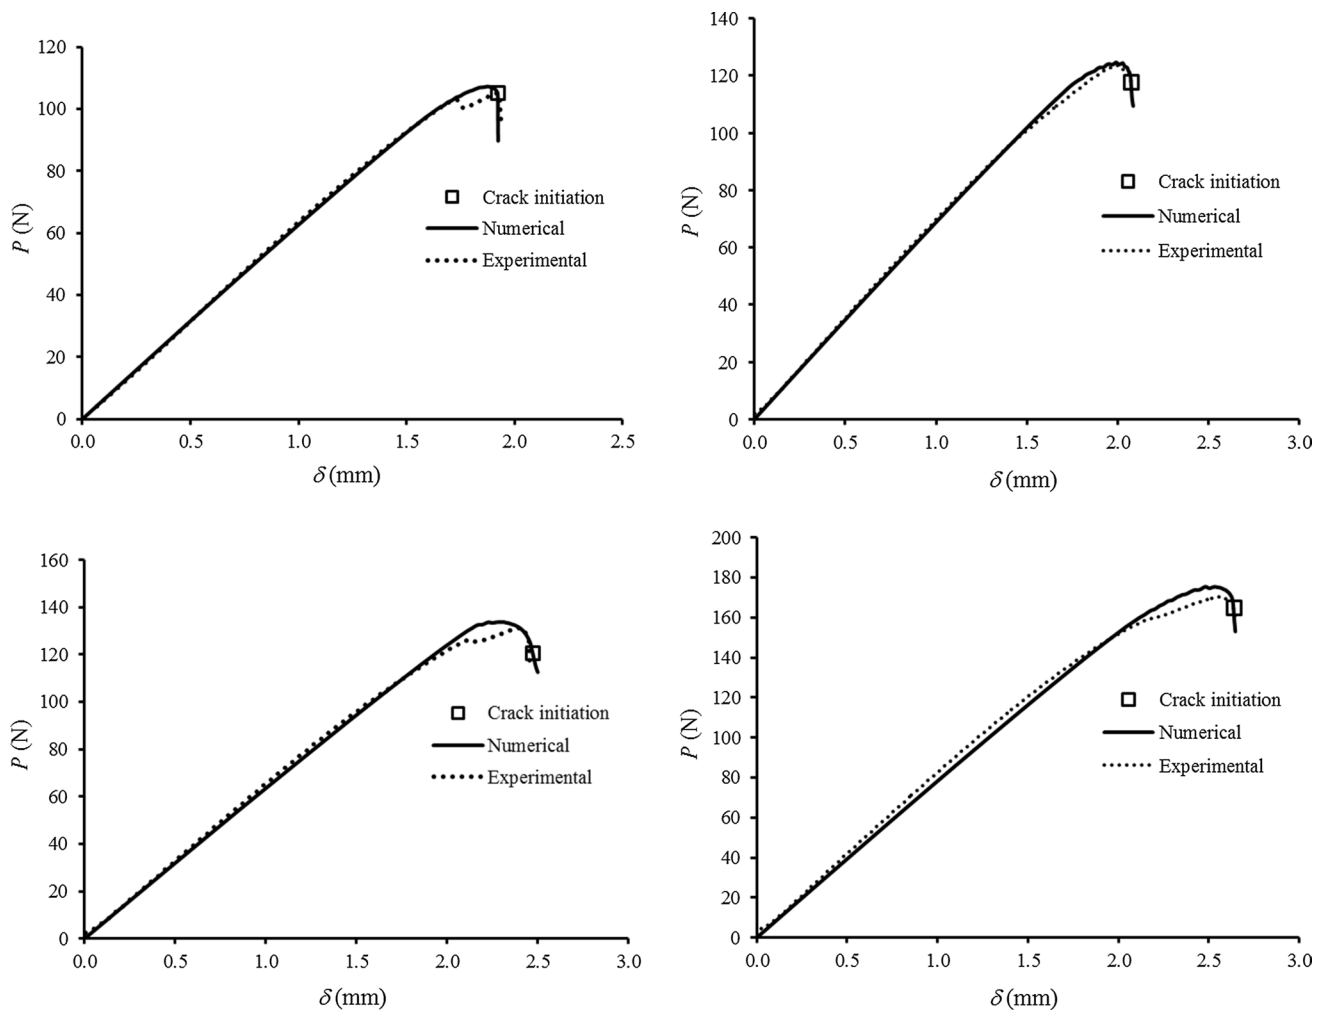 120
100
80
60
40
20
0
P (N)
Crack initiation
Numerical
Experimental
0.0 0.5 1.0 1.5 2.0 2.5
δ (mm)
140
120
100
80
60
40
20
0
P (N)
Crack initiation
Numerical
Experimental
0.0 0.5 1.0 1.5 2.0 2.5 3.0
δ (mm)
160
140
120
100
80
60
40
20
0
P (N)
Crack initiation
Numerical
Experimental
0.0 0.5 1.0 1.5 2.0 2.5 3.0
δ (mm)
200
180
160
140
120
100
80
60
40
20
0
P (N)
Crack initiation
Numerical
Experimental
0.0 0.5 1.0 1.5 2.0 2.5 3.0
δ (mm)